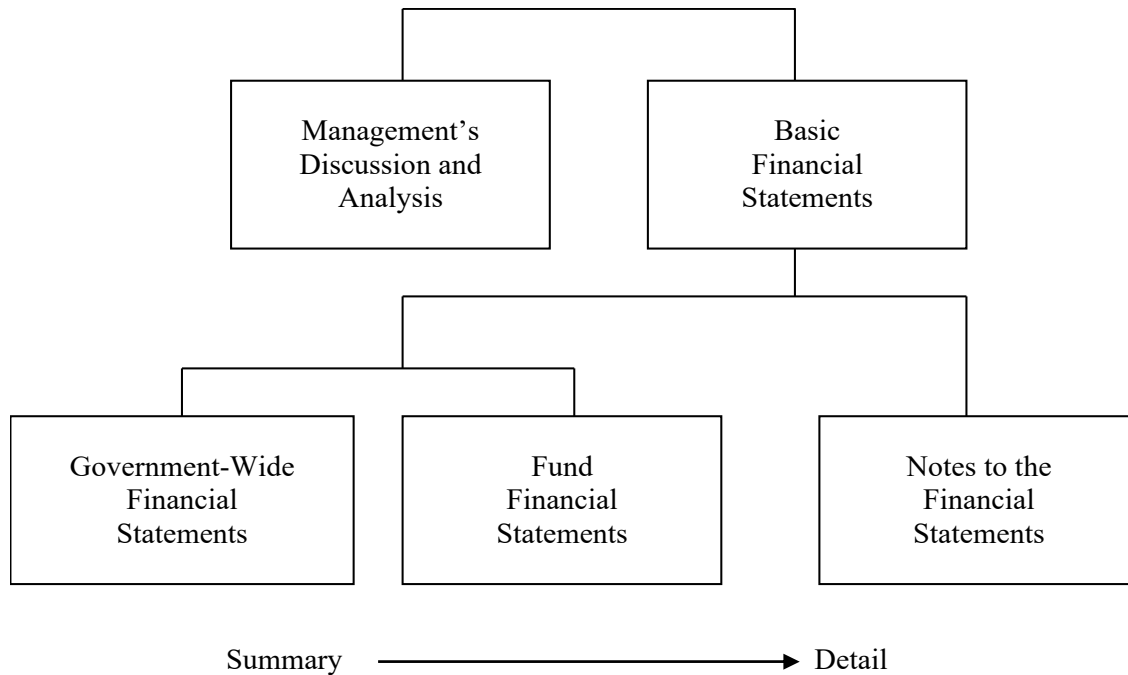 Management’s
Discussion and
Analysis
Basic
Financial
Statements
Government-Wide
Financial
Statements
Fund
Financial
Statements
Notes to the
Financial
Statements
Summary
Detail